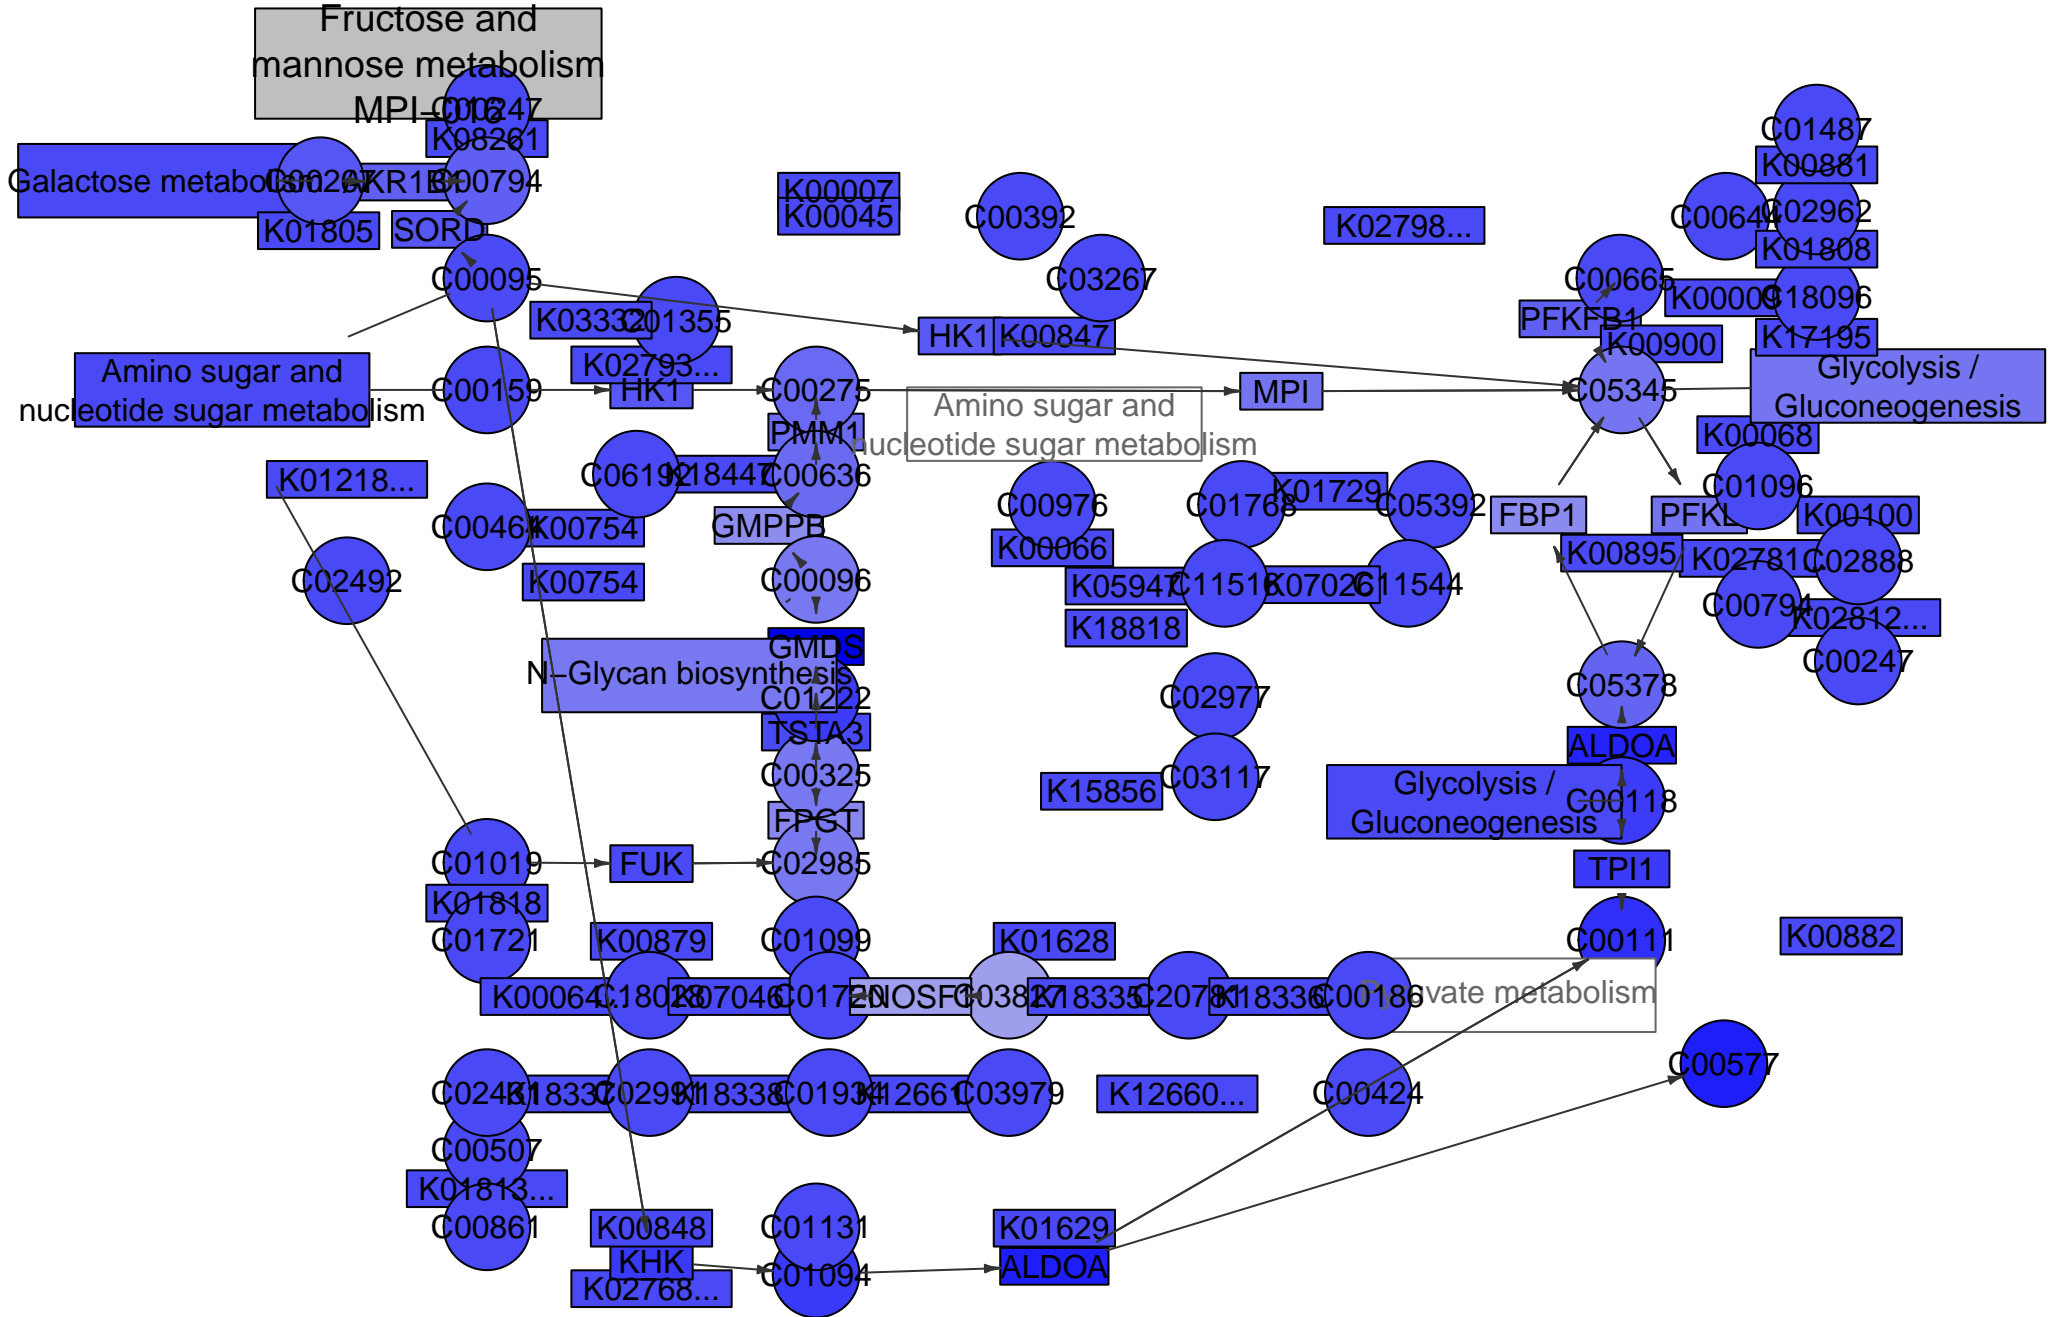 Fructose and
mannose metabolism
MPI-016
C00247
K08261
Galactose metabolism
C00267
AKR1B1
C00794
K01805
SORD
C00095
K00007
K00045
C00392
C03267
K02798...
C01487
K00881
C00644
C02962
K01808
C00665
K00009
C18096
K17195
PFKFB1
K00900
K03332
C01355
K02793...
HK1
K00847
Amino sugar and
nucleotide sugar metabolism
C00159
HK1
C00275
MPI
C05345
Glycolysis /
Gluconeogenesis
Amino sugar and
nucleotide sugar metabolism
PMM1
K00068
K01218...
C06192
K18447
C00636
C00976
C01768
K01729
C05392
C01096
C00464
K00754
GMPPB
FBP1
PFKL
K00100
K00066
K00895
K02781...
C02888
C02492
K00754
C00096
K05947
C11516
K07026
C11544
C00794
K02812...
K18818
GMDS
N-Glycan biosynthesis
C01222
TSTA3
C02977
C05378
C00247
ALDOA
C00325
C03117
K15856
Glycolysis /
Gluconeogenesis
C00118
FPGT
C01019
FUK
C02985
TPI1
K01818
C01721
K00879
C01099
K01628
C00111
K00882
K00064...
C18028
K07046
C01720
ENOSF1
C03827
K18335
C20781
K18336
C00186
Pyruvate metabolism
C00577
C02431
K18337
C02991
K18338
C01934
K12661
C03979
K12660...
C00424
C00507
K01813...
C00861
K00848
C01131
K01629
KHK
C01094
ALDOA
K02768...